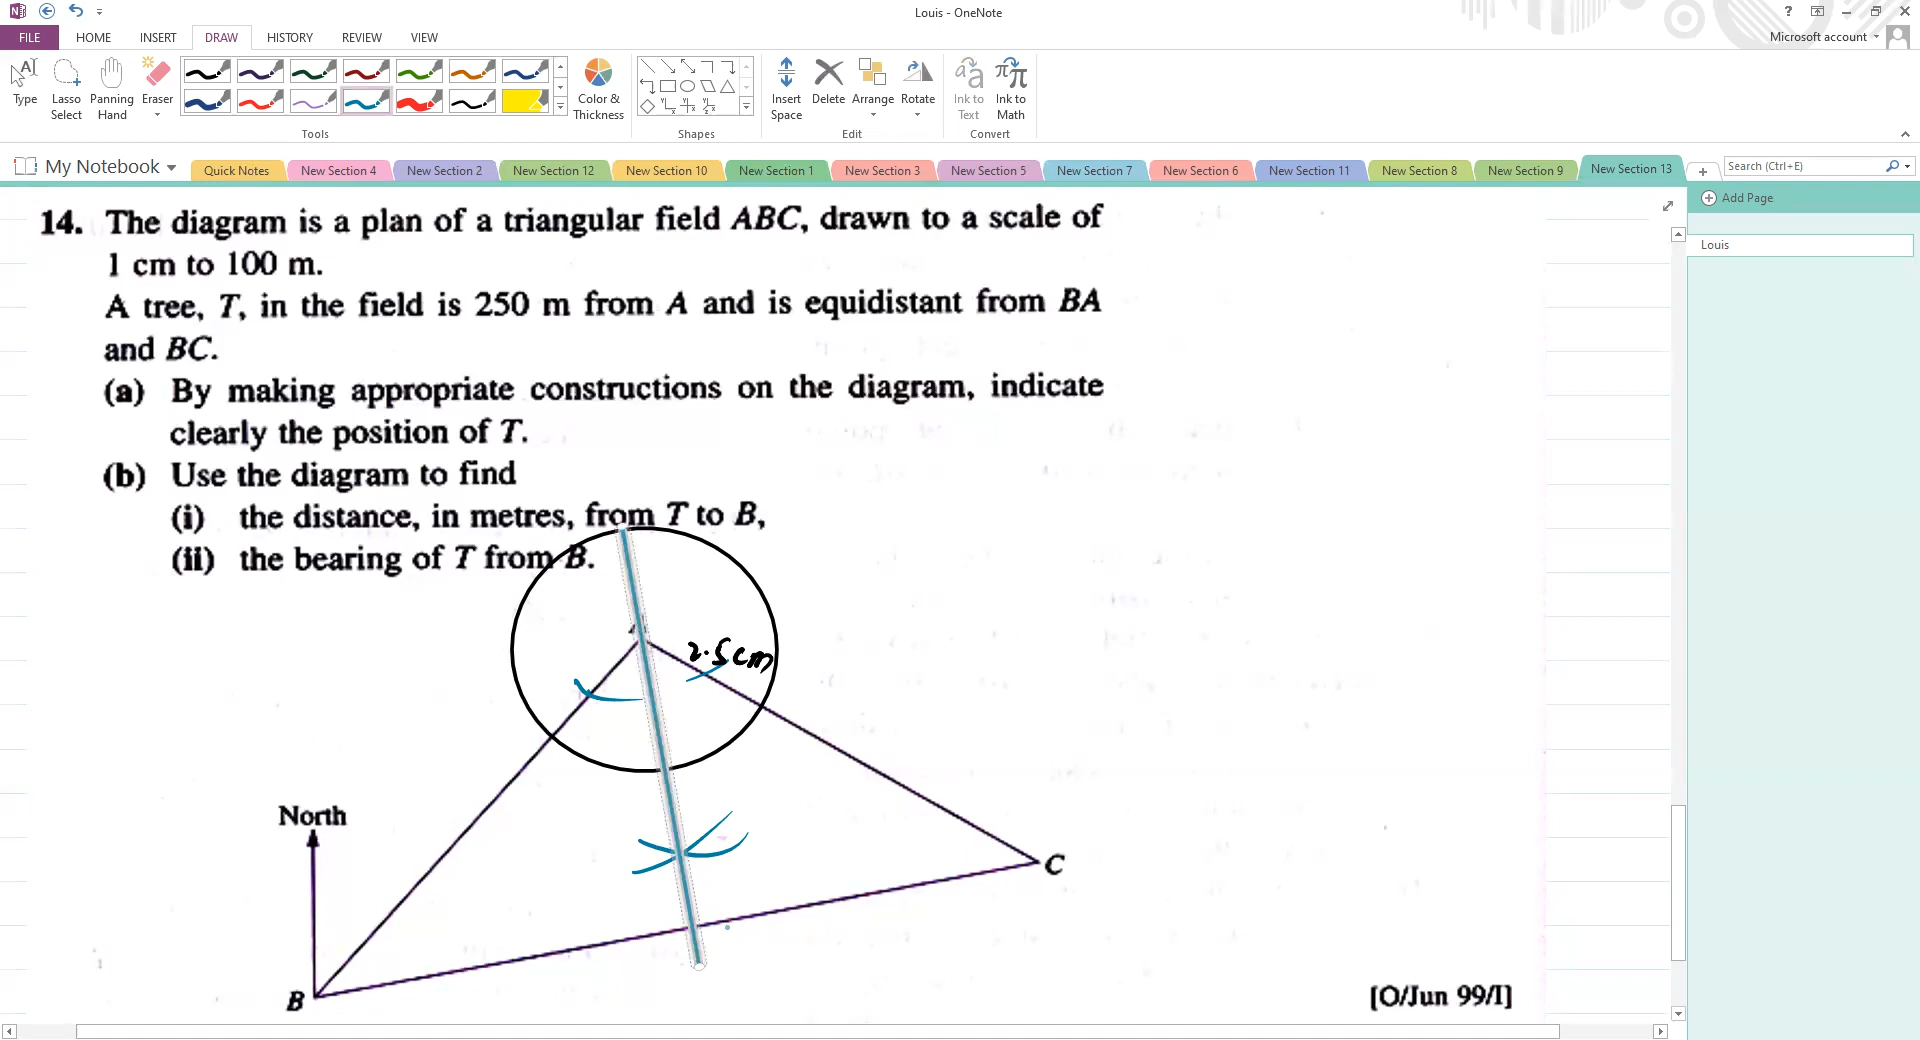 Louis - OneNote
?
FILE HOME INSERT DRAW HISTORY REVIEW VIEW
Microsoft account
Type
Lasso Select
Panning Hand
Eraser
Color & Thickness
Insert Space
Delete
Arrange
Rotate
Ink to Text
Ink to Math
Tools
Shapes
Edit
Convert
My Notebook
Quick Notes New Section 4 New Section 2 New Section 12 New Section 10 New Section 1 New Section 3 New Section 5 New Section 7 New Section 6 New Section 11 New Section 8 New Section 9 New Section 13
Search (Ctrl+E)
Add Page
Louis
14. The diagram is a plan of a triangular field ABC, drawn to a scale of
1 cm to 100 m.
A tree, T, in the field is 250 m from A and is equidistant from BA
and BC.
(a) By making appropriate constructions on the diagram, indicate
clearly the position of T.
(b) Use the diagram to find
(i) the distance, in metres, from T to B,
(ii) the bearing of T from B.
2.5cm
North
C
B
[O/Jun 99/I]